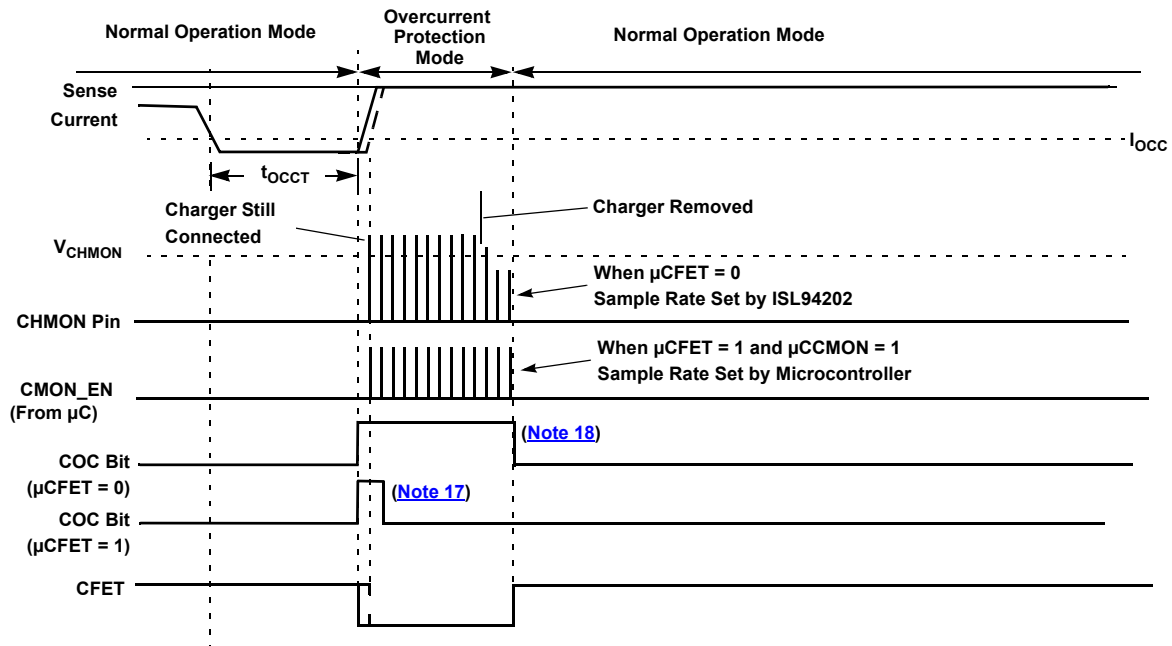 Normal Operation Mode
Overcurrent
Protection
Mode
Normal Operation Mode
Sense
Current
IOCC
tOCCT
Charger Still
Connected
Charger Removed
VCHMON
When µCFET = 0
Sample Rate Set by ISL94202
CHMON Pin
When µCFET = 1 and µCCMON = 1
Sample Rate Set by Microcontroller
CMON_EN
(From µC)
(Note 18)
COC Bit
(µCFET = 0)
(Note 17)
COC Bit
(µCFET = 1)
CFET